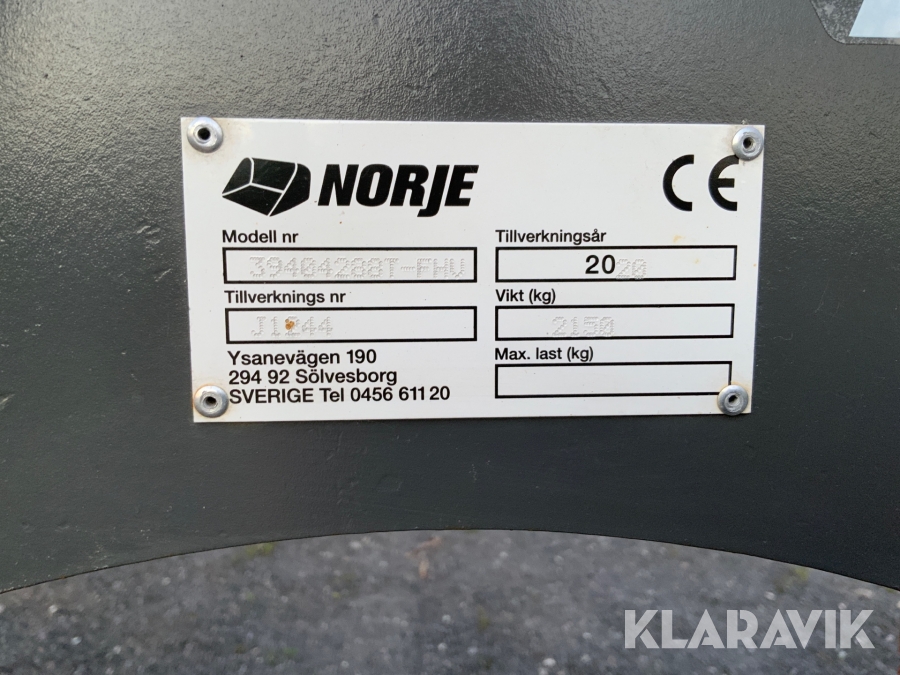 NORJE
CE
Modell nr
39404288T-FHV
Tillverknings nr
J1244
Ysanevägen 190
294 92 Sölvesborg
SVERIGE Tel 0456 611 20
Tillverkningsår
2020
Vikt (kg)
2150
Max. last (kg)
KLARAVIK